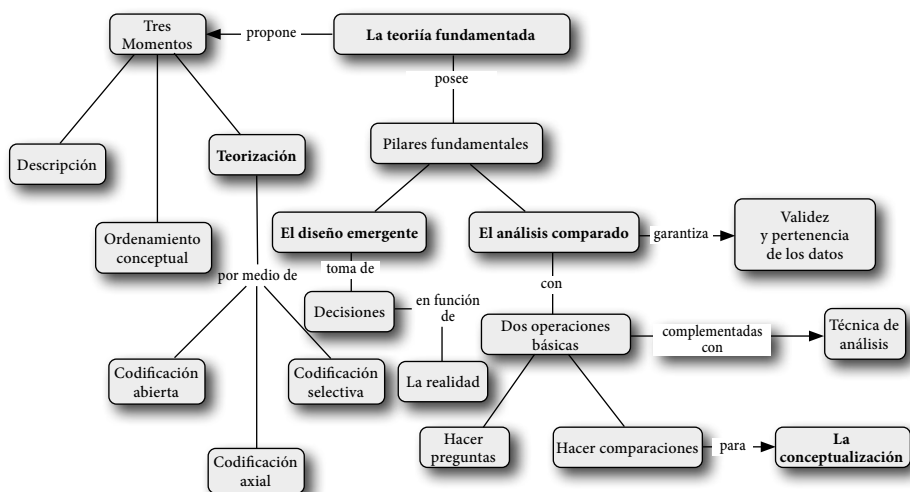 Tres
Momentos
propone
La teoriía fundamentada
posee
Pilares fundamentales
Descripción
Teorización
Ordenamiento
conceptual
El diseño emergente
El análisis comparado
garantiza
Validez
y pertenencia
de los datos
por medio de
toma de
con
Decisiones
en función
de
Dos operaciones
básicas
complementadas
con
Técnica de
análisis
Codificación
abierta
Codificación
selectiva
La realidad
Codificación
axial
Hacer
preguntas
Hacer comparaciones
para
La
conceptualización